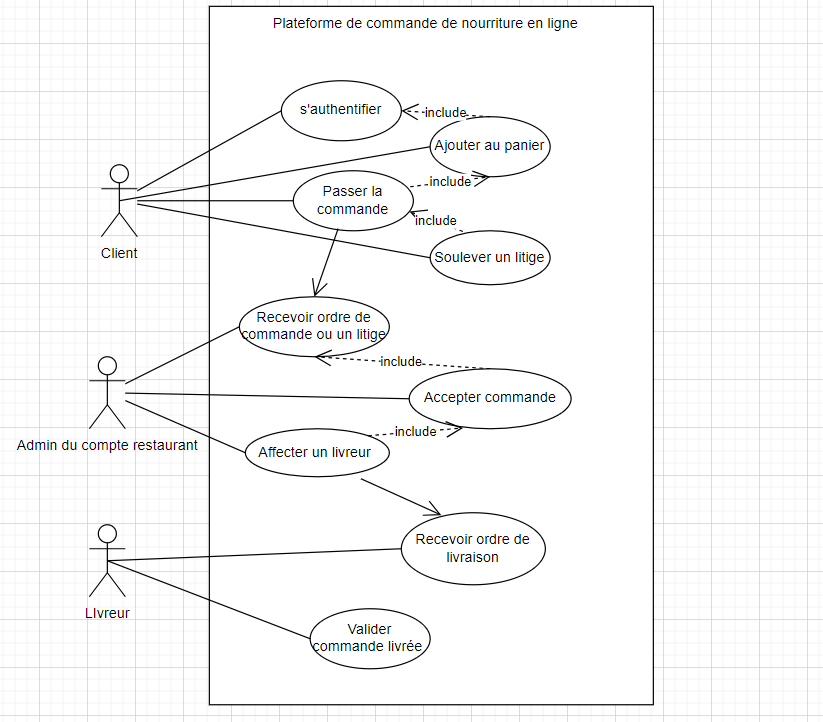 Plateforme de commande de nourriture en ligne
s'authentifier
include
Ajouter au panier
include
Passer la
commande
include
Soulever un litige
Client
Recevoir ordre de
commande ou un litige
include
Accepter commande
Admin du compte restaurant
include
Affecter un livreur
Recevoir ordre de
livraison
LIvreur
Valider
commande livrée